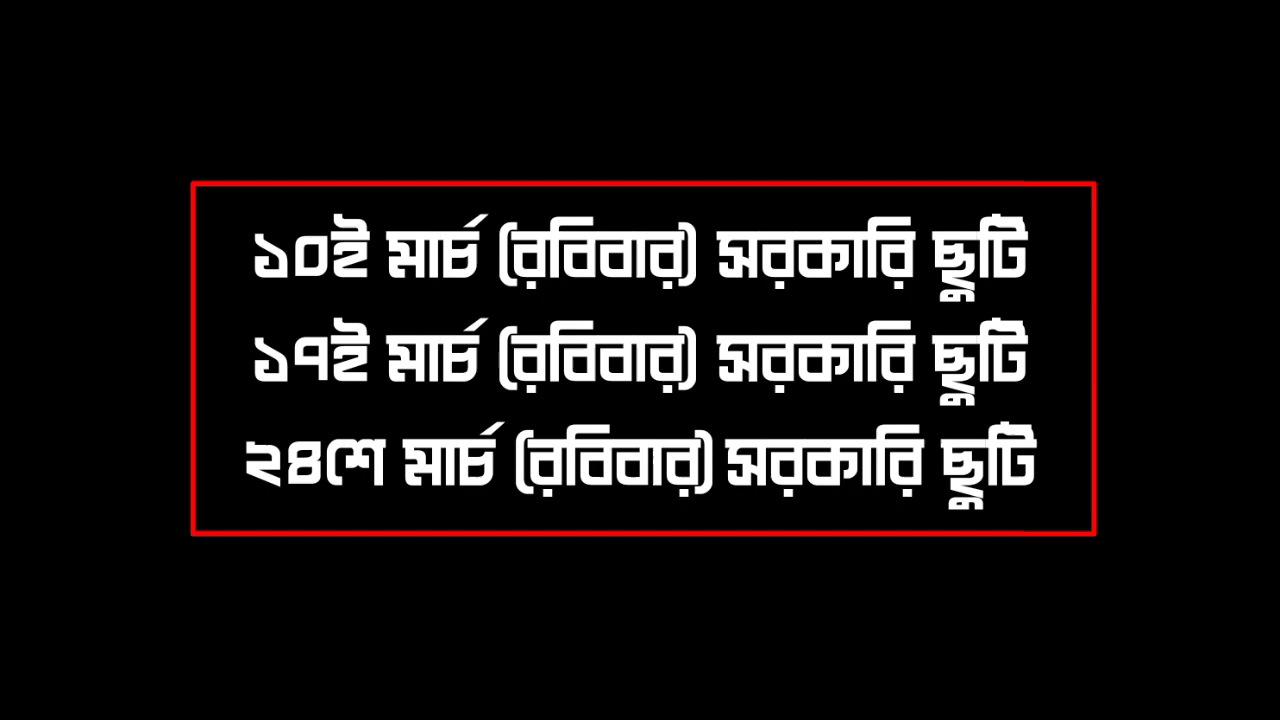 ১০ই মার্চ (রবিবার) সরকারি ছুটি
১৭ই মার্চ (রবিবার) সরকারি ছুটি
২৪শে মার্চ (রবিবার) সরকারি ছুটি